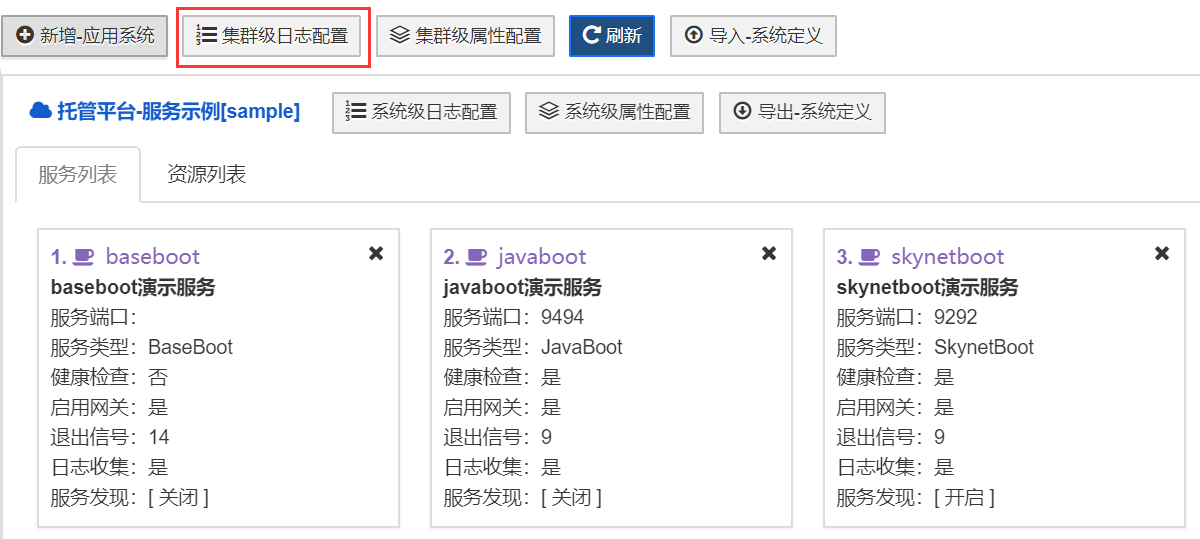 新增-应用系统 集群级日志配置 集群级属性配置 刷新 导入-系统定义
托管平台-服务示例[sample] 系统级日志配置 系统级属性配置 导出-系统定义
服务列表 资源列表
1. baseboot
baseboot演示服务
服务端口:
服务类型: BaseBoot
健康检查: 否
启用网关: 是
退出信号: 14
日志收集: 是
服务发现: [ 关闭 ]
2. javaboot
javaboot演示服务
服务端口: 9494
服务类型: JavaBoot
健康检查: 是
启用网关: 是
退出信号: 9
日志收集: 是
服务发现: [ 关闭 ]
3. skynetboot
skynetboot演示服务
服务端口: 9292
服务类型: SkynetBoot
健康检查: 是
启用网关: 是
退出信号: 9
日志收集: 是
服务发现: [ 开启 ]